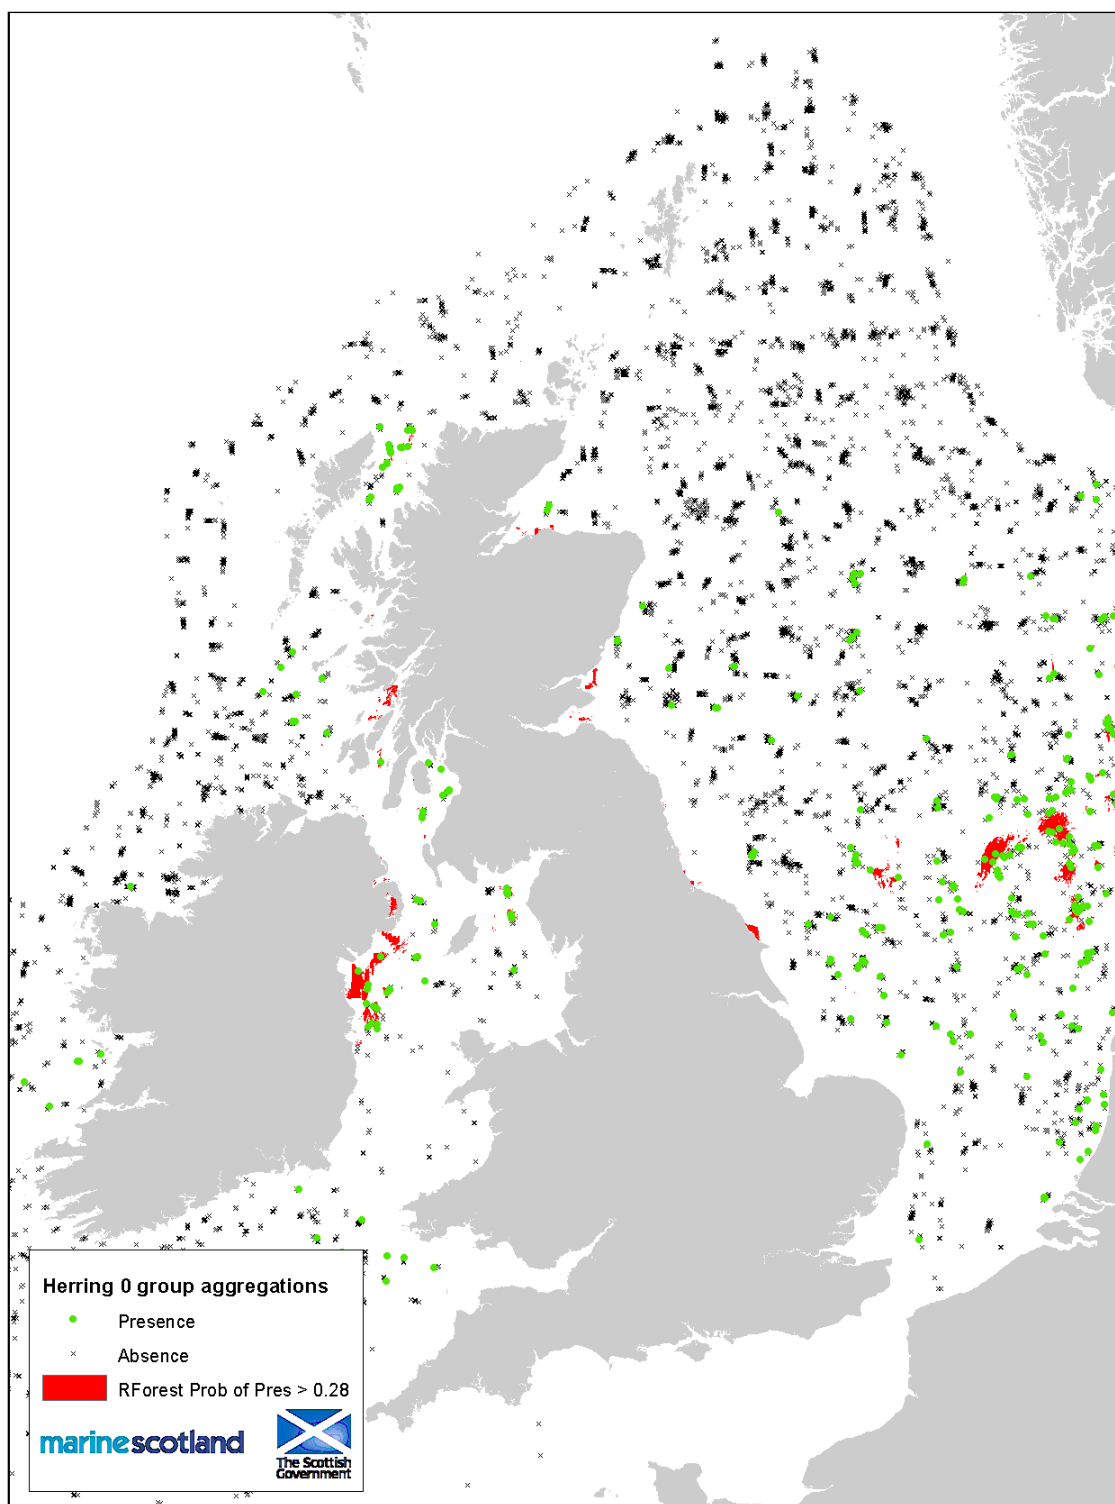 Herring 0 group aggregations
Presence
Absence
RForest Prob of Pres > 0.28
marinescotland
The Scottish
Government